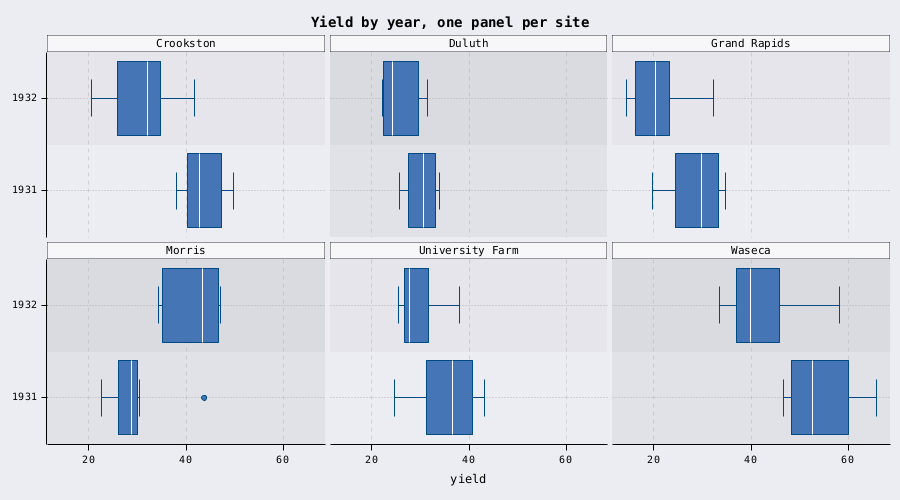 Yield by year, one panel per site
Crookston
Duluth
Grand Rapids
1932
1931
Morris
University Farm
Waseca
1932
1931
20 40 60 20 40 60 20 40 60
yield